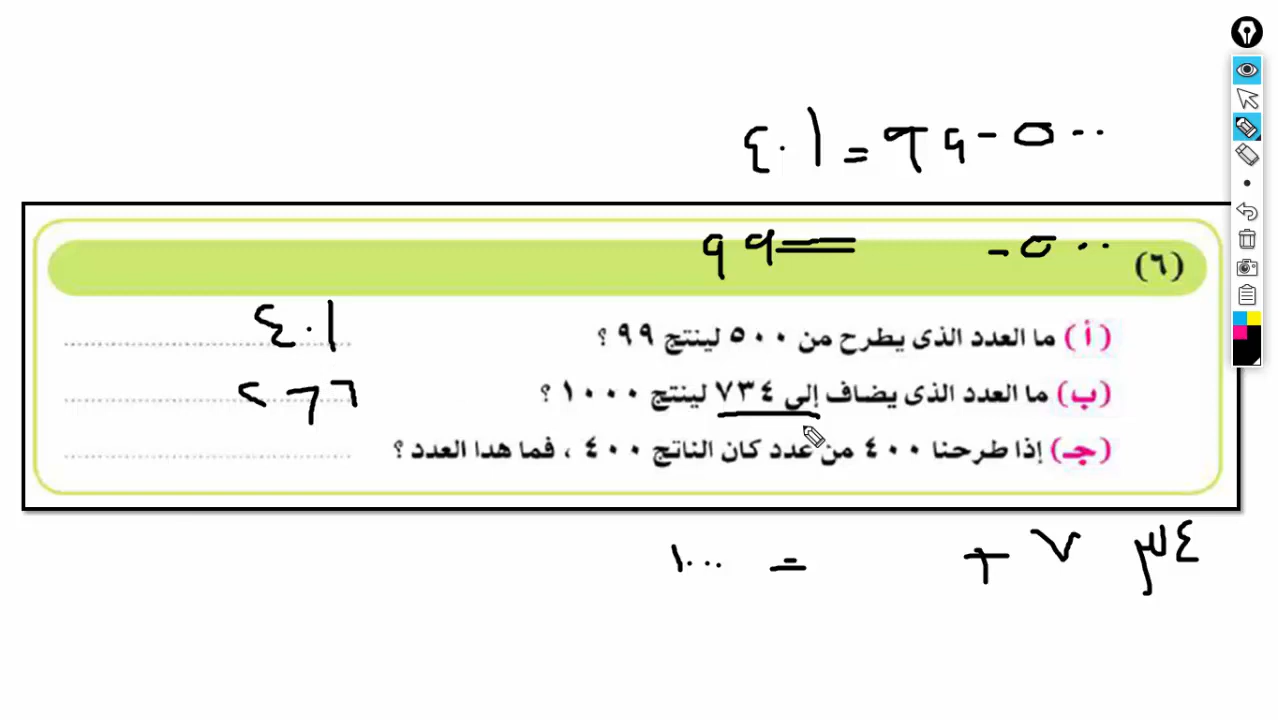 ٥٠٠ - ٩٩ = ٤٠١
(٦) ٥٠٠ - = ٩٩
(أ) ما العدد الذى يطرح من ٥٠٠ لينتج ٩٩ ؟ ٤٠١
(ب) ما العدد الذى يضاف إلى ٧٣٤ لينتج ١٠٠٠ ؟ ٢٦٦
(جـ) إذا طرحنا ٤٠٠ من عدد كان الناتج ٤٠٠ ، فما هدا العدد ؟
٧٣٤ + = ١٠٠٠